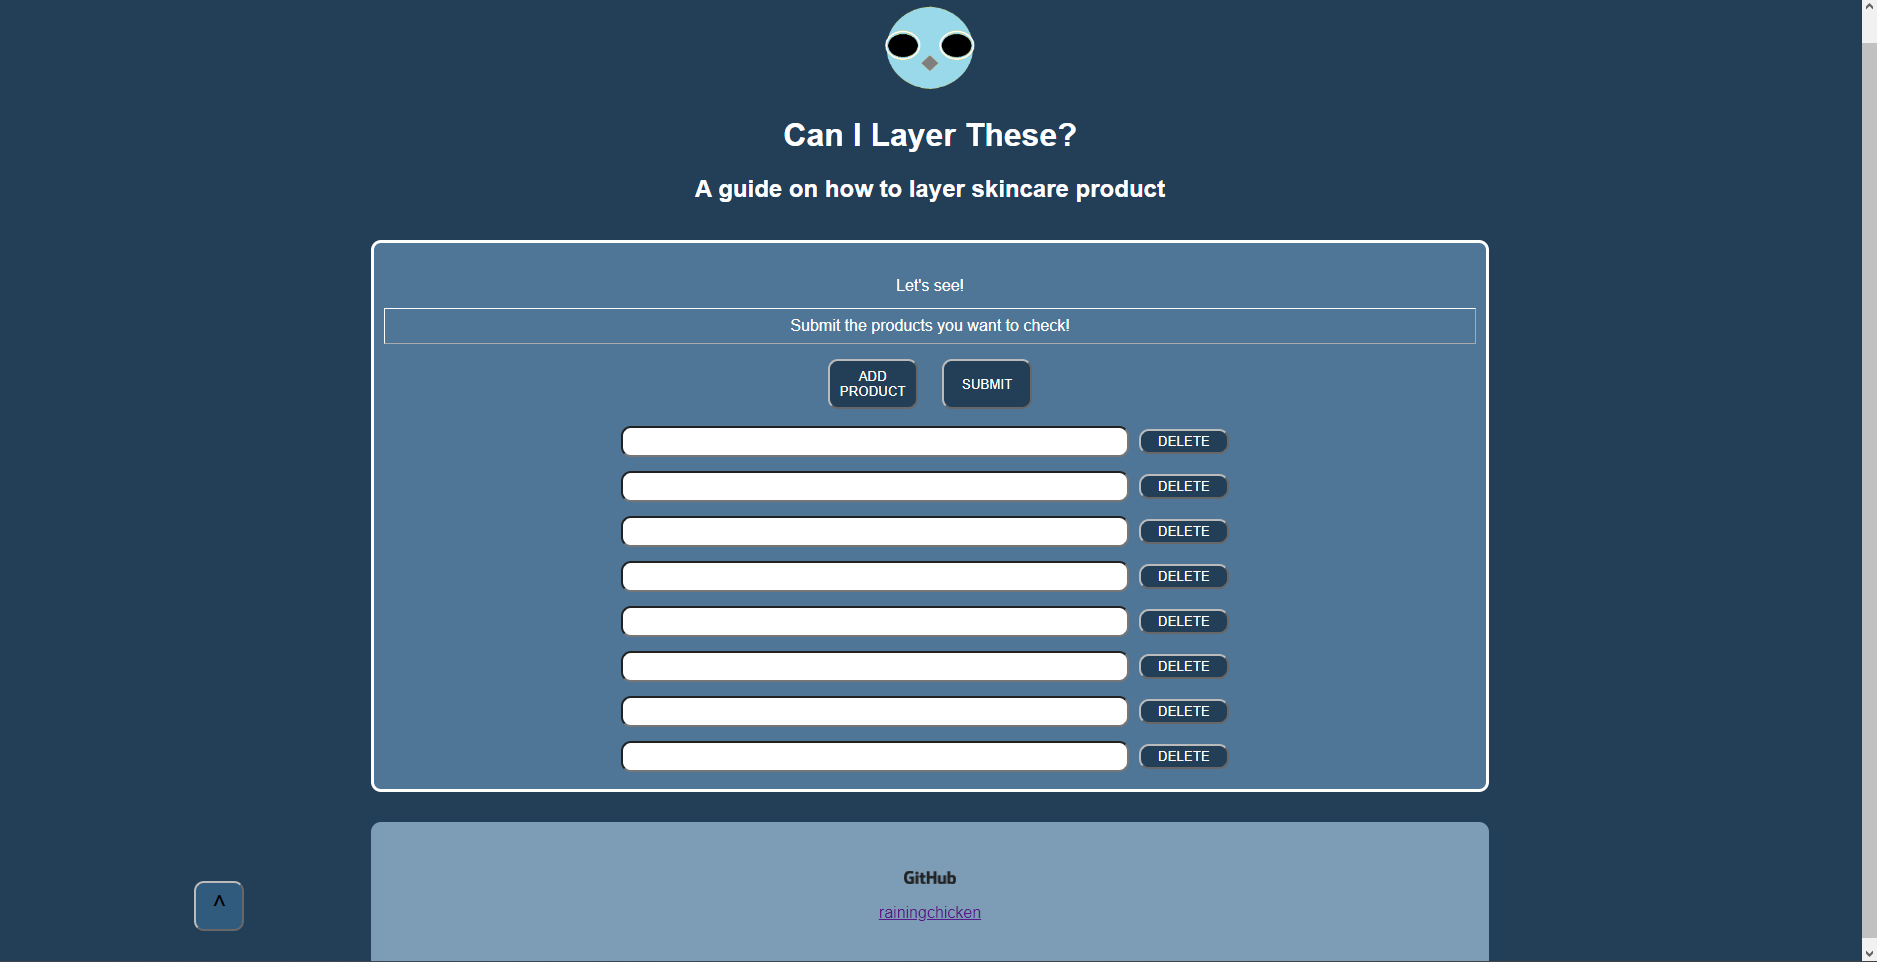 Can I Layer These?
A guide on how to layer skincare product
Let's see!
Submit the products you want to check!
ADD
PRODUCT
SUBMIT
DELETE
DELETE
DELETE
DELETE
DELETE
DELETE
DELETE
DELETE
GitHub
^
rainingchicken